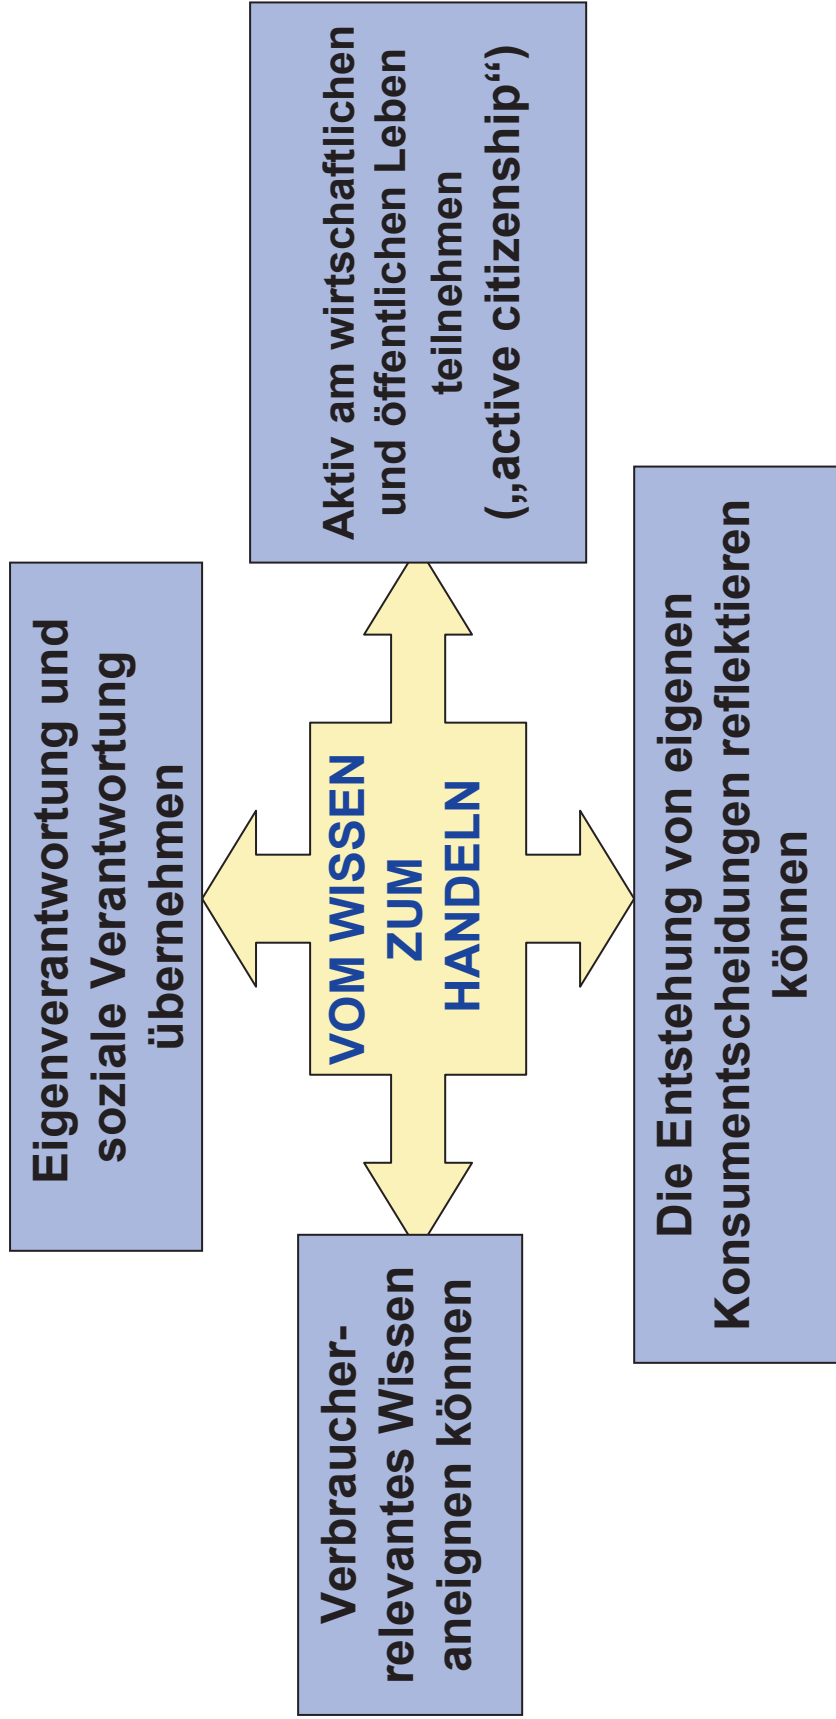 Eigenverantwortung und
soziale Verantwortung
übernehmen
Verbraucher-
relevantes Wissen
aneignen können
VOM WISSEN
ZUM
HANDELN
Aktiv am wirtschaftlichen
und öffentlichen Leben
teilnehmen
(„active citizenship“)
Die Entstehung von eigenen
Konsumentscheidungen reflektieren
können